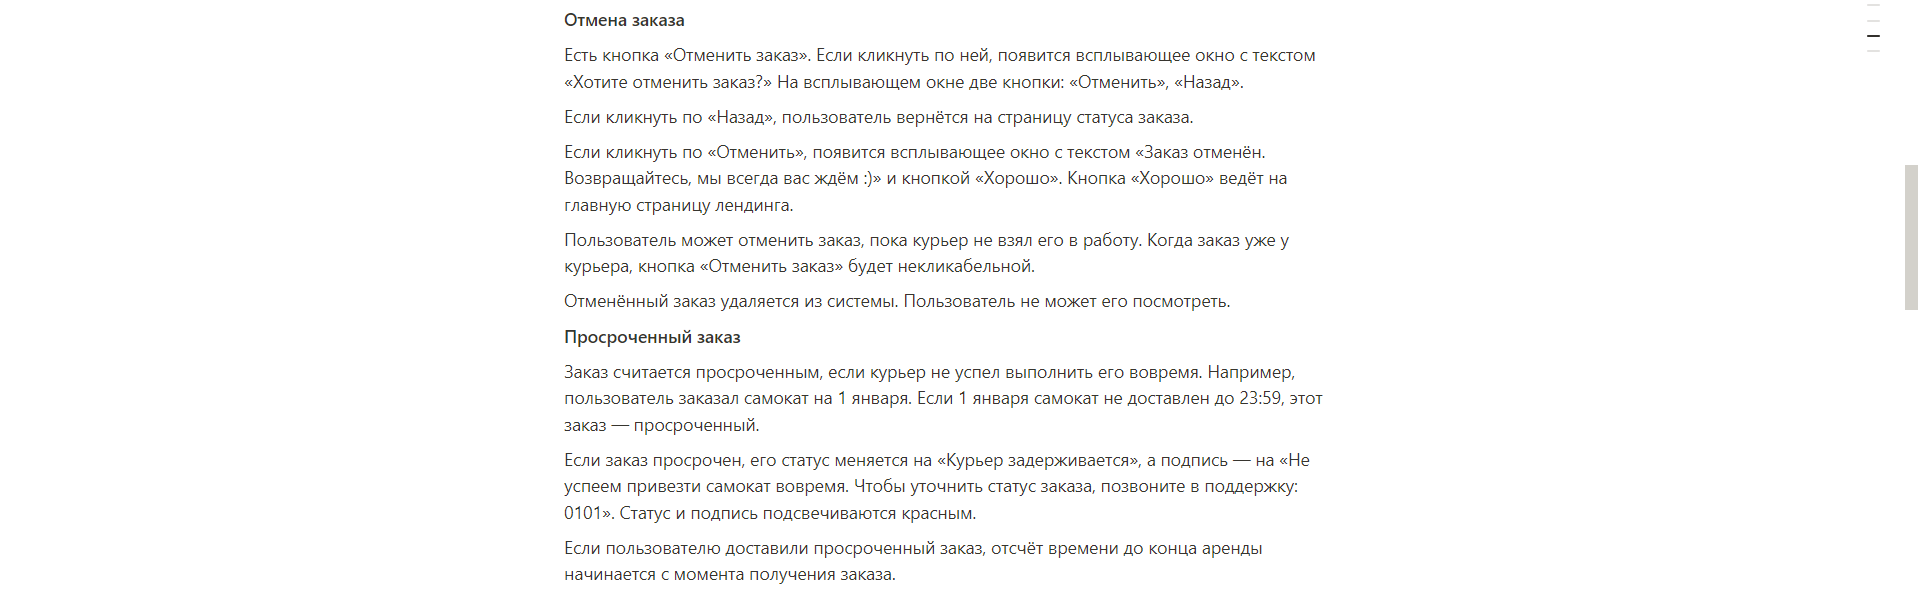 Отмена заказа
Есть кнопка «Отменить заказ». Если кликнуть по ней, появится всплывающее окно с текстом
«Хотите отменить заказ?» На всплывающем окне две кнопки: «Отменить», «Назад».
Если кликнуть по «Назад», пользователь вернётся на страницу статуса заказа.
Если кликнуть по «Отменить», появится всплывающее окно с текстом «Заказ отменён.
Возвращайтесь, мы всегда вас ждём :)» и кнопкой «Хорошо». Кнопка «Хорошо» ведёт на
главную страницу лендинга.
Пользователь может отменить заказ, пока курьер не взял его в работу. Когда заказ уже у
курьера, кнопка «Отменить заказ» будет некликабельной.
Отменённый заказ удаляется из системы. Пользователь не может его посмотреть.
Просроченный заказ
Заказ считается просроченным, если курьер не успел выполнить его вовремя. Например,
пользователь заказал самокат на 1 января. Если 1 января самокат не доставлен до 23:59, этот
заказ — просроченный.
Если заказ просрочен, его статус меняется на «Курьер задерживается», а подпись — на «Не
успеем привезти самокат вовремя. Чтобы уточнить статус заказа, позвоните в поддержку:
0101». Статус и подпись подсвечиваются красным.
Если пользователю доставили просроченный заказ, отсчёт времени до конца аренды
начинается с момента получения заказа.